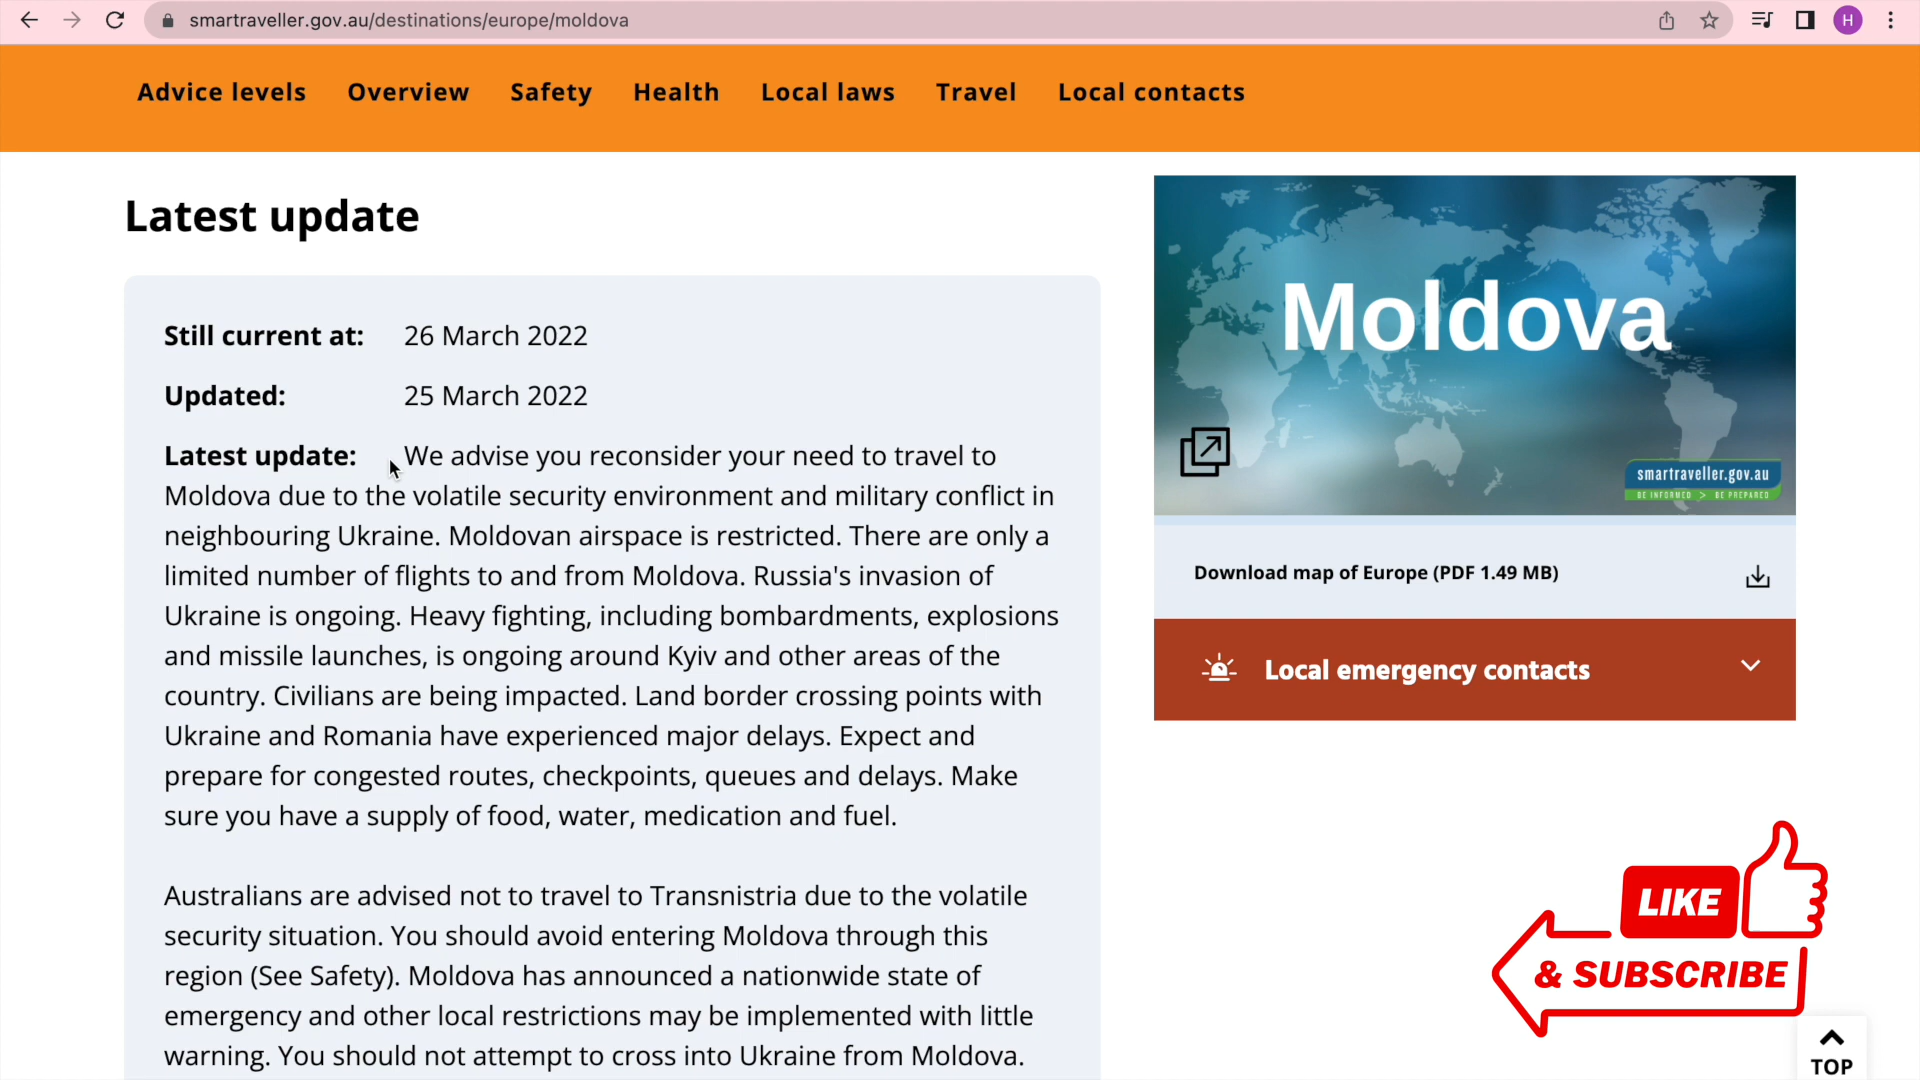 smartraveller.gov.au/destinations/europe/moldova
H
Advice levels Overview Safety Health Local laws Travel Local contacts
Latest update
Still current at: 26 March 2022
Updated: 25 March 2022
Latest update: We advise you reconsider your need to travel to
Moldova due to the volatile security environment and military conflict in
neighbouring Ukraine. Moldovan airspace is restricted. There are only a
limited number of flights to and from Moldova. Russia's invasion of
Ukraine is ongoing. Heavy fighting, including bombardments, explosions
and missile launches, is ongoing around Kyiv and other areas of the
country. Civilians are being impacted. Land border crossing points with
Ukraine and Romania have experienced major delays. Expect and
prepare for congested routes, checkpoints, queues and delays. Make
sure you have a supply of food, water, medication and fuel.
Australians are advised not to travel to Transnistria due to the volatile
security situation. You should avoid entering Moldova through this
region (See Safety). Moldova has announced a nationwide state of
emergency and other local restrictions may be implemented with little
warning. You should not attempt to cross into Ukraine from Moldova.
Moldova
smartraveller.gov.au
BE INFORMED > BE PREPARED
Download map of Europe (PDF 1.49 MB)
Local emergency contacts
LIKE
& SUBSCRIBE
TOP